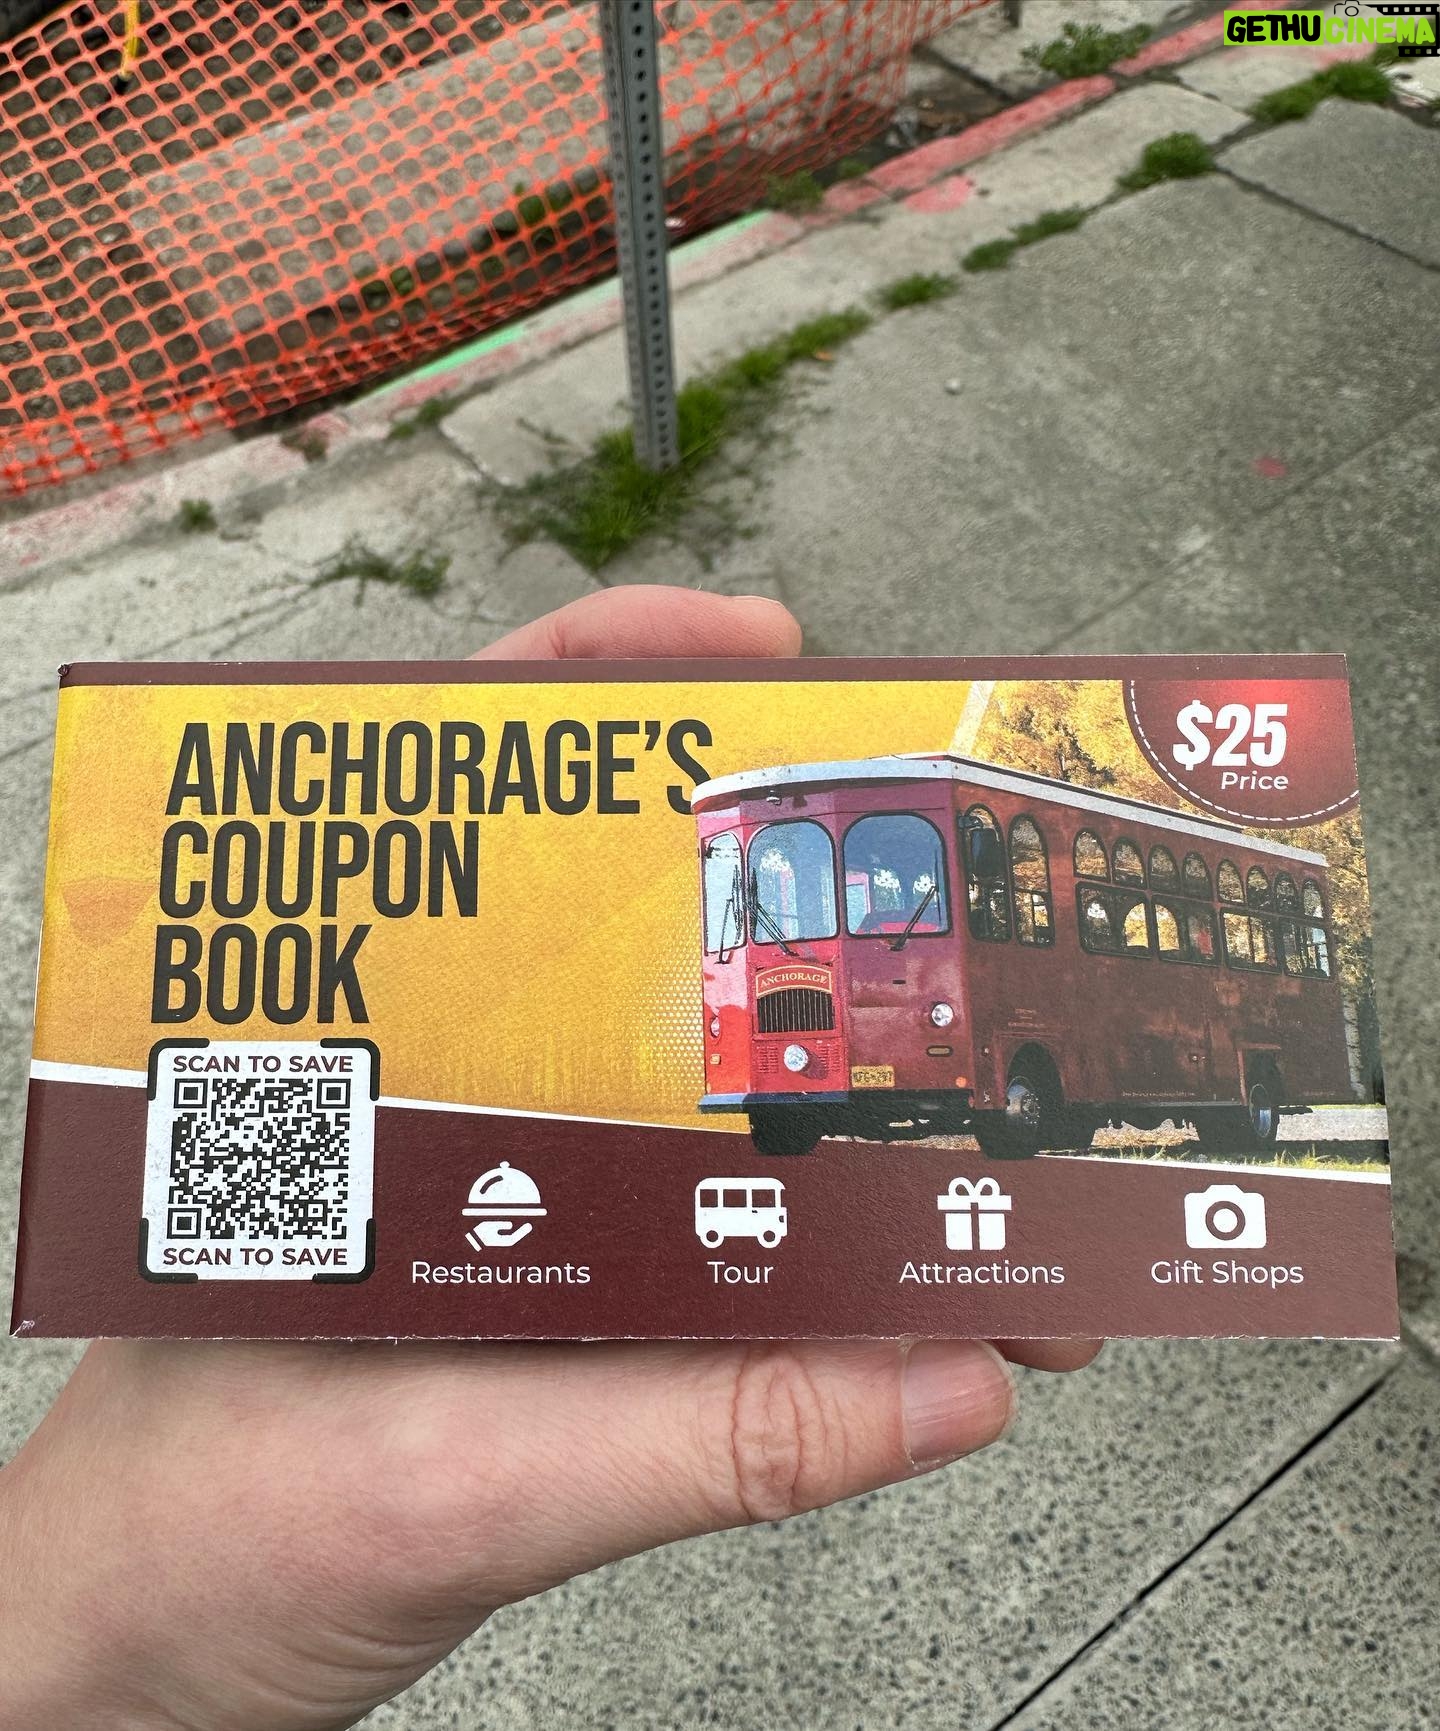 GETHU CINEMA
ANCHORAGE'S
COUPON
BOOK
$25
Price
ANCHORAGE
SCAN TO SAVE
SCAN TO SAVE
Restaurants
Tour
Attractions
Gift Shops